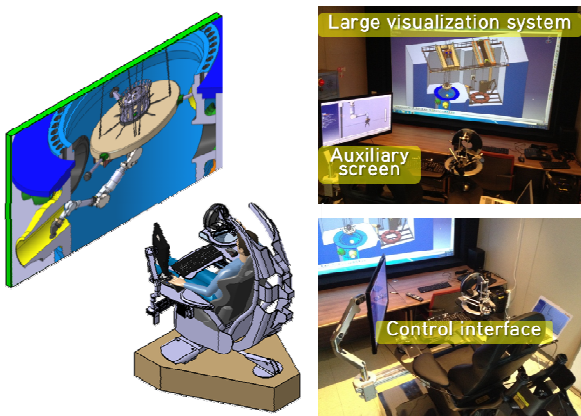 Large visualization system
Auxiliary
screen
Control interface